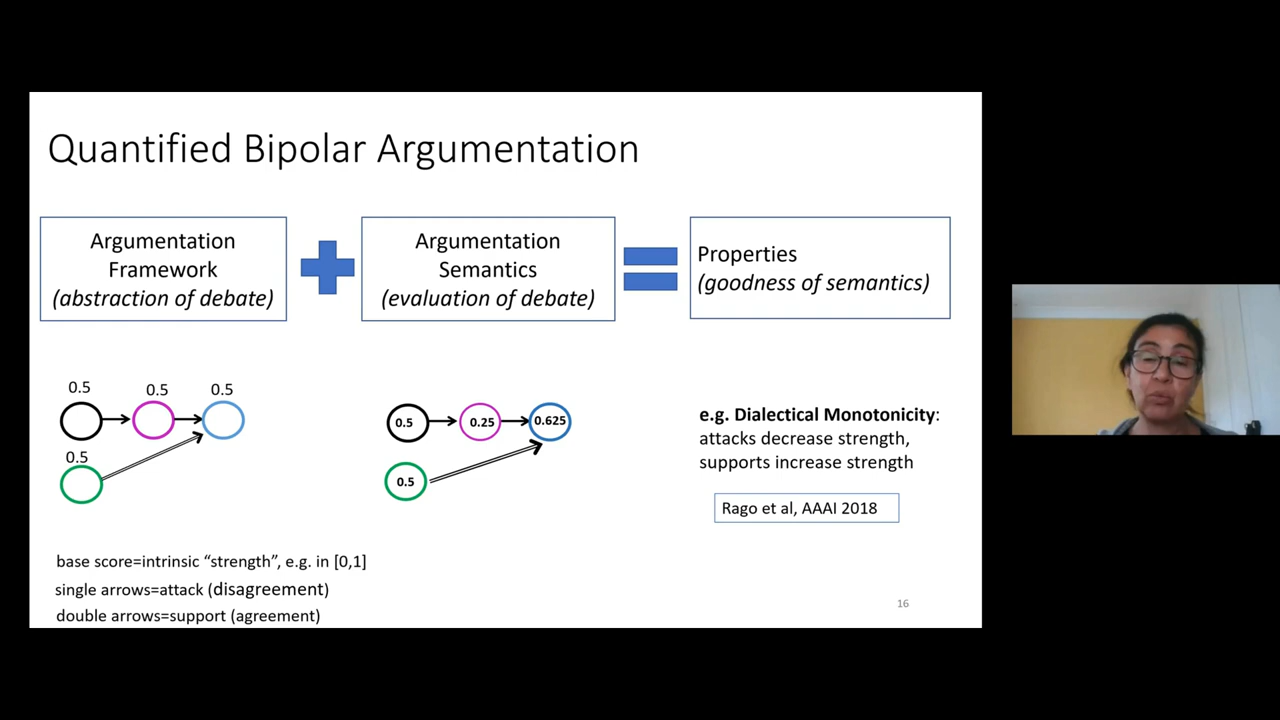 Quantified Bipolar Argumentation
Argumentation
Framework
(abstraction of debate)
Argumentation
Semantics
(evaluation of debate)
Properties
(goodness of semantics)
0.5
0.5
0.5
0.5
0.5
0.25
0.625
0.5
e.g. Dialectical Monotonicity:
attacks decrease strength,
supports increase strength
Rago et al, AAAI 2018
base score=intrinsic “strength”, e.g. in [0,1]
single arrows=attack (disagreement)
double arrows=support (agreement)
16